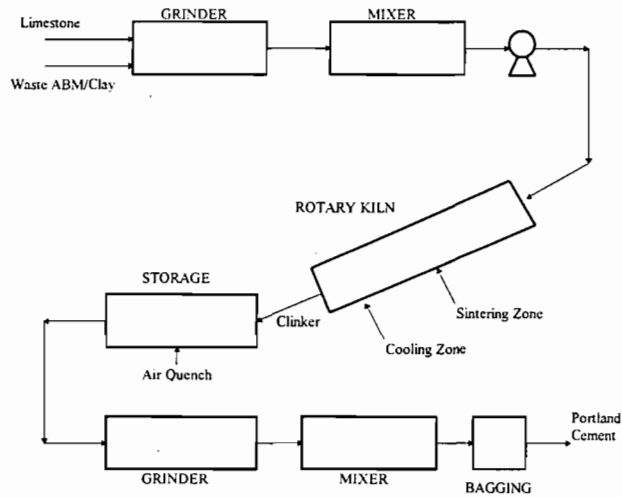 GRINDER
MIXER
Limestone
Waste ABM/Clay
ROTARY KILN
STORAGE
Clinker
Sintering Zone
Cooling Zone
Air Quench
Portland
Cement
GRINDER
MIXER
BAGGING